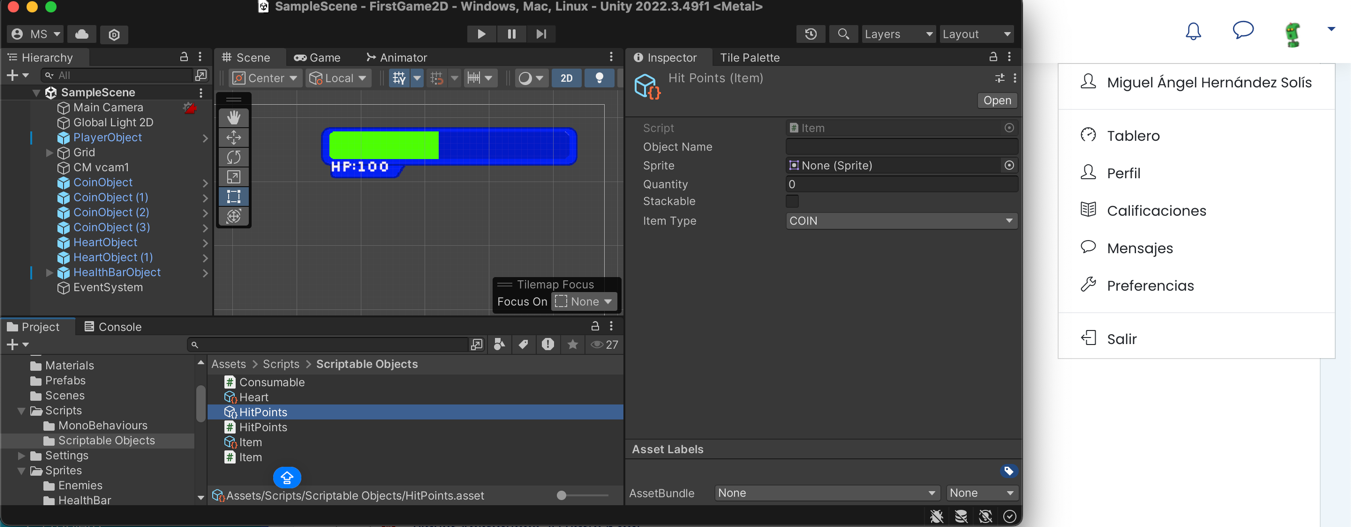 SampleScene - FirstGame2D - Windows, Mac, Linux - Unity 2022.3.49f1 <Metal>
MS
Layers
Layout
Hierarchy
All
SampleScene
Main Camera
Global Light 2D
PlayerObject
Grid
CM vcam1
CoinObject
CoinObject (1)
CoinObject (2)
CoinObject (3)
HeartObject
HeartObject (1)
HealthBarObject
EventSystem
Scene
Game
Animator
Center
Local
2D
HP:100
Tilemap Focus
Focus On
None
Inspector
Tile Palette
Hit Points (Item)
Open
Script
Item
Object Name
Sprite
None (Sprite)
Quantity
0
Stackable
Item Type
COIN
Asset Labels
AssetBundle
None
None
Project
Console
27
Materials
Prefabs
Scenes
Scripts
MonoBehaviours
Scriptable Objects
Settings
Sprites
Enemies
HealthBar
Assets > Scripts > Scriptable Objects
Consumable
Heart
HitPoints
HitPoints
Item
Item
Assets/Scripts/Scriptable Objects/HitPoints.asset
Miguel Ángel Hernández Solís
Tablero
Perfil
Calificaciones
Mensajes
Preferencias
Salir